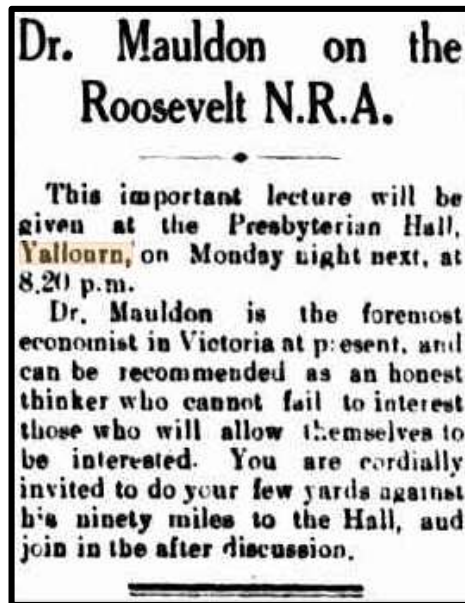 Dr. Mauldon on the
Roosevelt N.R.A.
This important lecture will be
given at the Presbyterian Hall,
Yallourn, on Monday night next, at
8.20 p.m.
Dr. Mauldon is the foremost
economist in Victoria at present, and
can be recommended as an honest
thinker who cannot fail to interest
those who will allow themselves to
be interested. You are cordially
invited to do your few yards against
his ninety miles to the Hall, and
join in the after discussion.